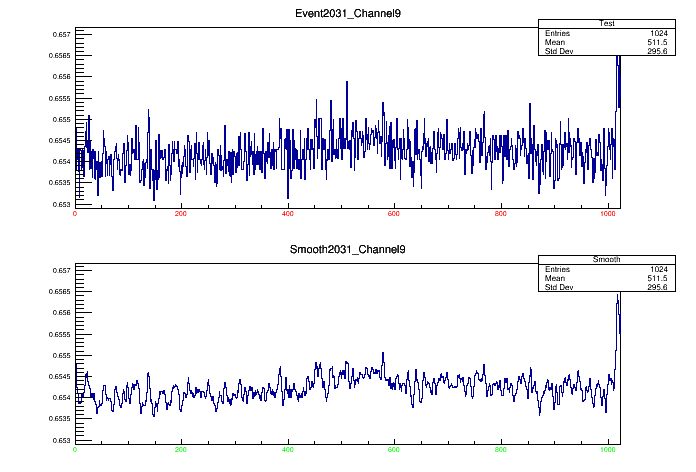 Event2031_Channel9
Test
Entries 1024
Mean 511.5
Std Dev 295.6
0.657
0.6565
0.656
0.6555
0.655
0.6545
0.654
0.6535
0.653
0 200 400 600 800 1000
Smooth2031_Channel9
Smooth
Entries 1024
Mean 511.5
Std Dev 295.6
0.657
0.6565
0.656
0.6555
0.655
0.6545
0.654
0.6535
0.653
0 200 400 600 800 1000